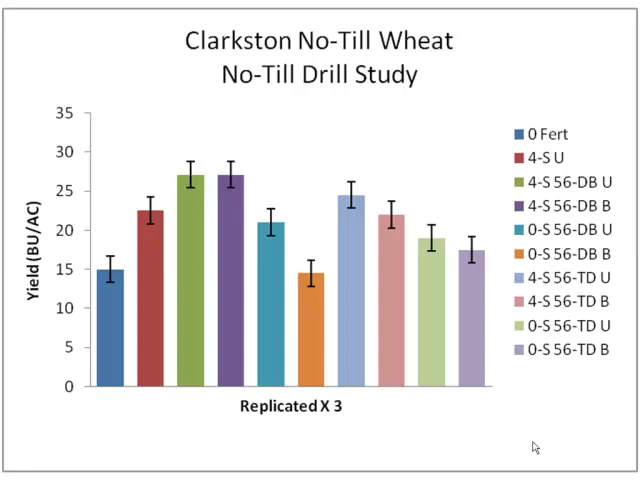 Clarkston No-Till Wheat
No-Till Drill Study
35
30
25
20
15
10
5
0
Yield (BU/AC)
Replicated X 3
0 Fert
4-S U
4-S 56-DB U
4-S 56-DB B
0-S 56-DB U
0-S 56-DB B
4-S 56-TD U
4-S 56-TD B
0-S 56-TD U
0-S 56-TD B